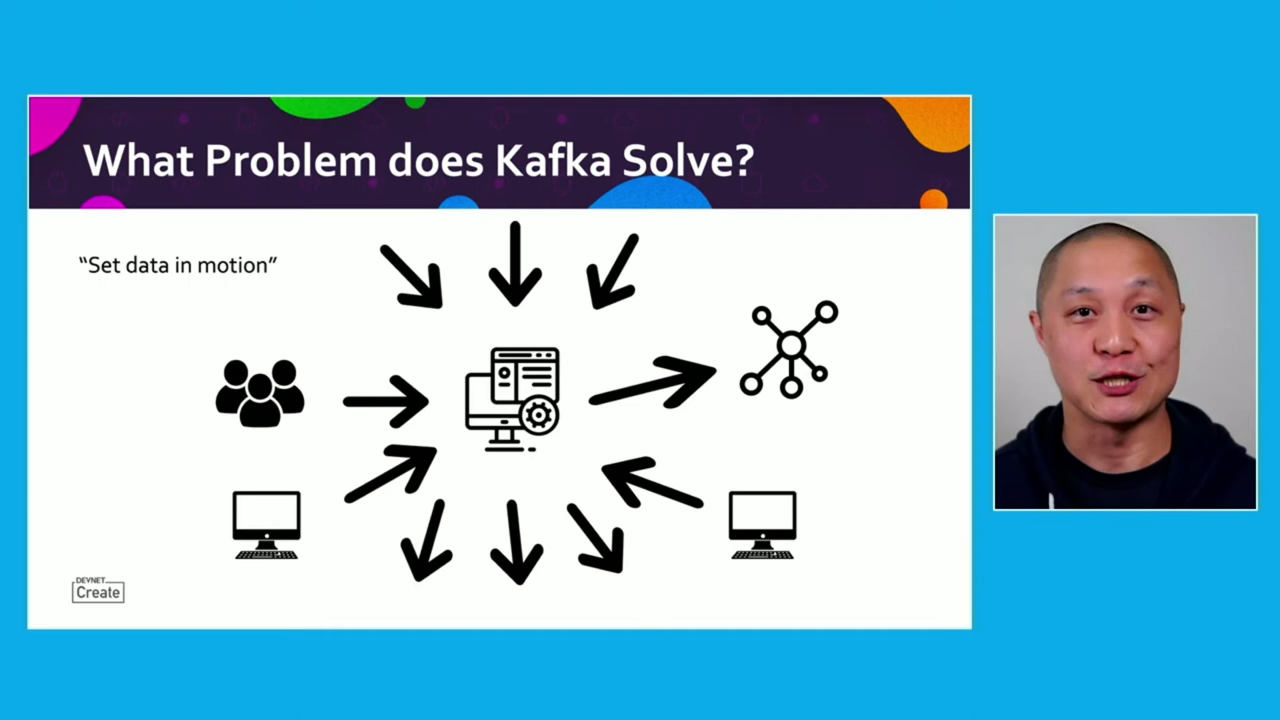 What Problem does Kafka Solve?
“Set data in motion”
DEVNET
Create